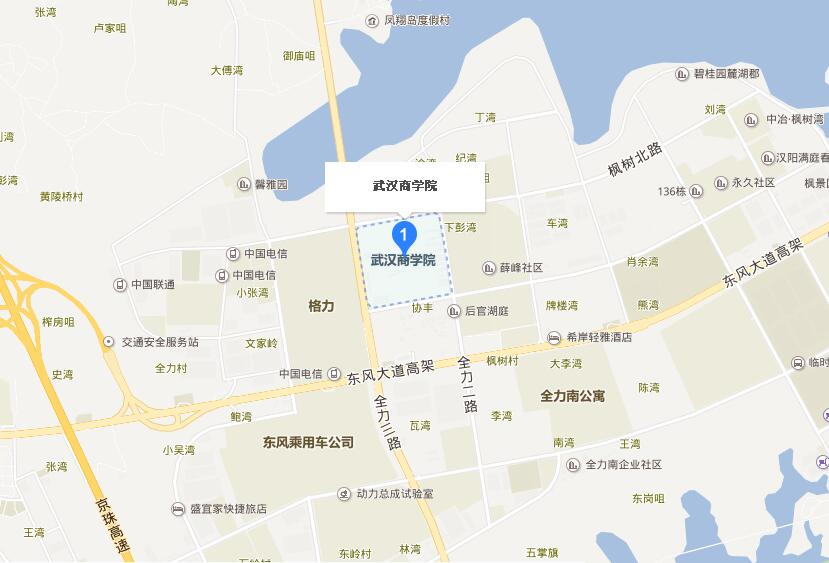 张湾
凤翔岛度假村
卢家咀
御庙湾
大傅湾
碧桂园麓湖郡
刘湾
丁湾
中冶·枫树湾
纪湾
枫树北路
汉阳满庭春
黄陵桥村
馨雅园
武汉商学院
136栋
永久社区
枫景
下彭湾
车湾
1
武汉商学院
中国电信
薛峰社区
肖余湾
东风大道高架
中国电信
中国联通
小张湾
格力
协丰
后官湖庭
牌楼湾
熊湾
榨房咀
交通安全服务站
文家岭
希岸轻雅酒店
枫树村
大李湾
临时
史湾
全力村
中国电信
东风大道高架
全力二路
全力南公寓
陈湾
鲍湾
全力三路
瓦湾
李湾
东风乘用车公司
南湾
王湾
小吴湾
张湾
全力南企业社区
动力总成试验室
东岗咀
盛宜家快捷旅店
京珠高速
王湾
东岭村
林湾
五掌旗